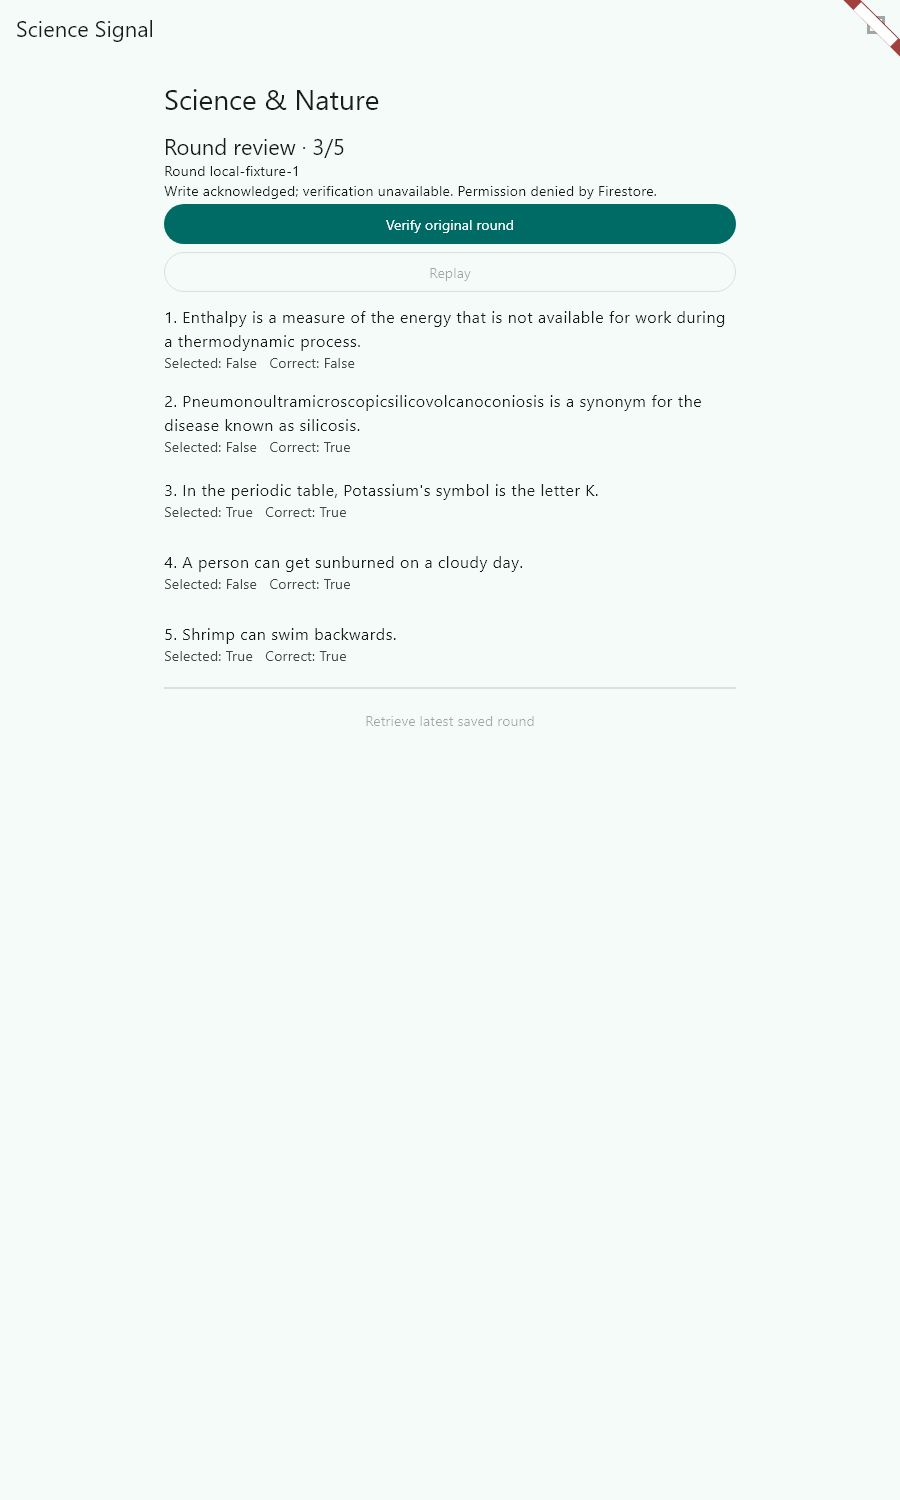 Science Signal
Science & Nature
Round review · 3/5
Round local-fixture-1
Write acknowledged; verification unavailable. Permission denied by Firestore.
Verify original round
Replay
1. Enthalpy is a measure of the energy that is not available for work during
a thermodynamic process.
Selected: False   Correct: False
2. Pneumonoultramicroscopicsilicovolcanoconiosis is a synonym for the
disease known as silicosis.
Selected: False   Correct: True
3. In the periodic table, Potassium's symbol is the letter K.
Selected: True   Correct: True
4. A person can get sunburned on a cloudy day.
Selected: False   Correct: True
5. Shrimp can swim backwards.
Selected: True   Correct: True
Retrieve latest saved round